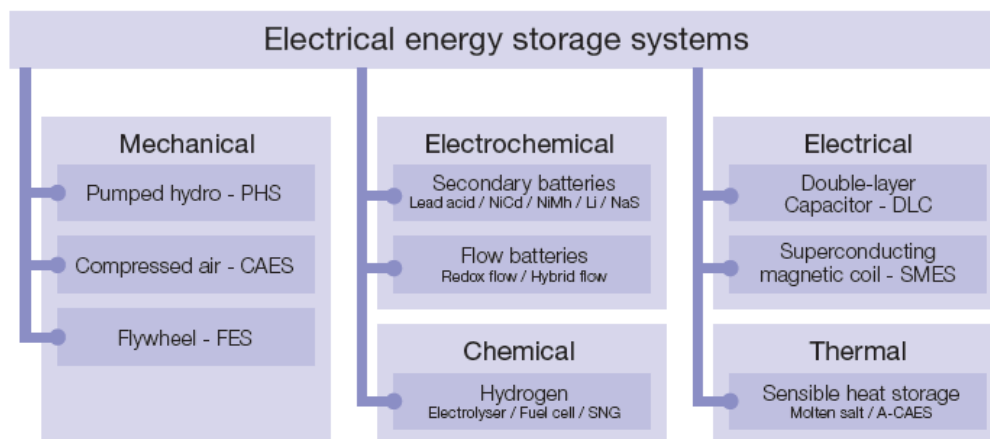 Electrical energy storage systems
Mechanical
Pumped hydro - PHS
Compressed air - CAES
Flywheel - FES
Electrochemical
Secondary batteries
Lead acid / NiCd / NiMh / Li / NaS
Flow batteries
Redox flow / Hybrid flow
Chemical
Hydrogen
Electrolyser / Fuel cell / SNG
Electrical
Double-layer
Capacitor - DLC
Superconducting
magnetic coil - SMES
Thermal
Sensible heat storage
Molten salt / A-CAES